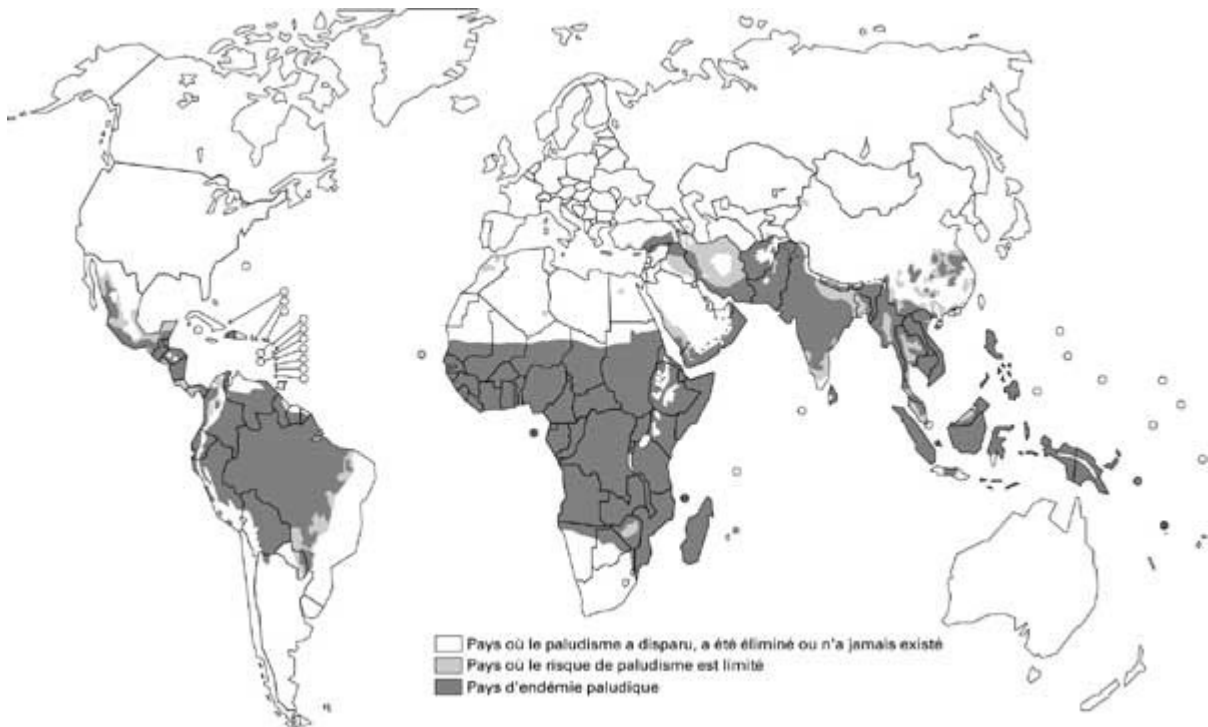 Pays où le paludisme a disparu, a été éliminé ou n'a jamais existé
Pays où le risque de paludisme est limité
Pays d'endémie paludique